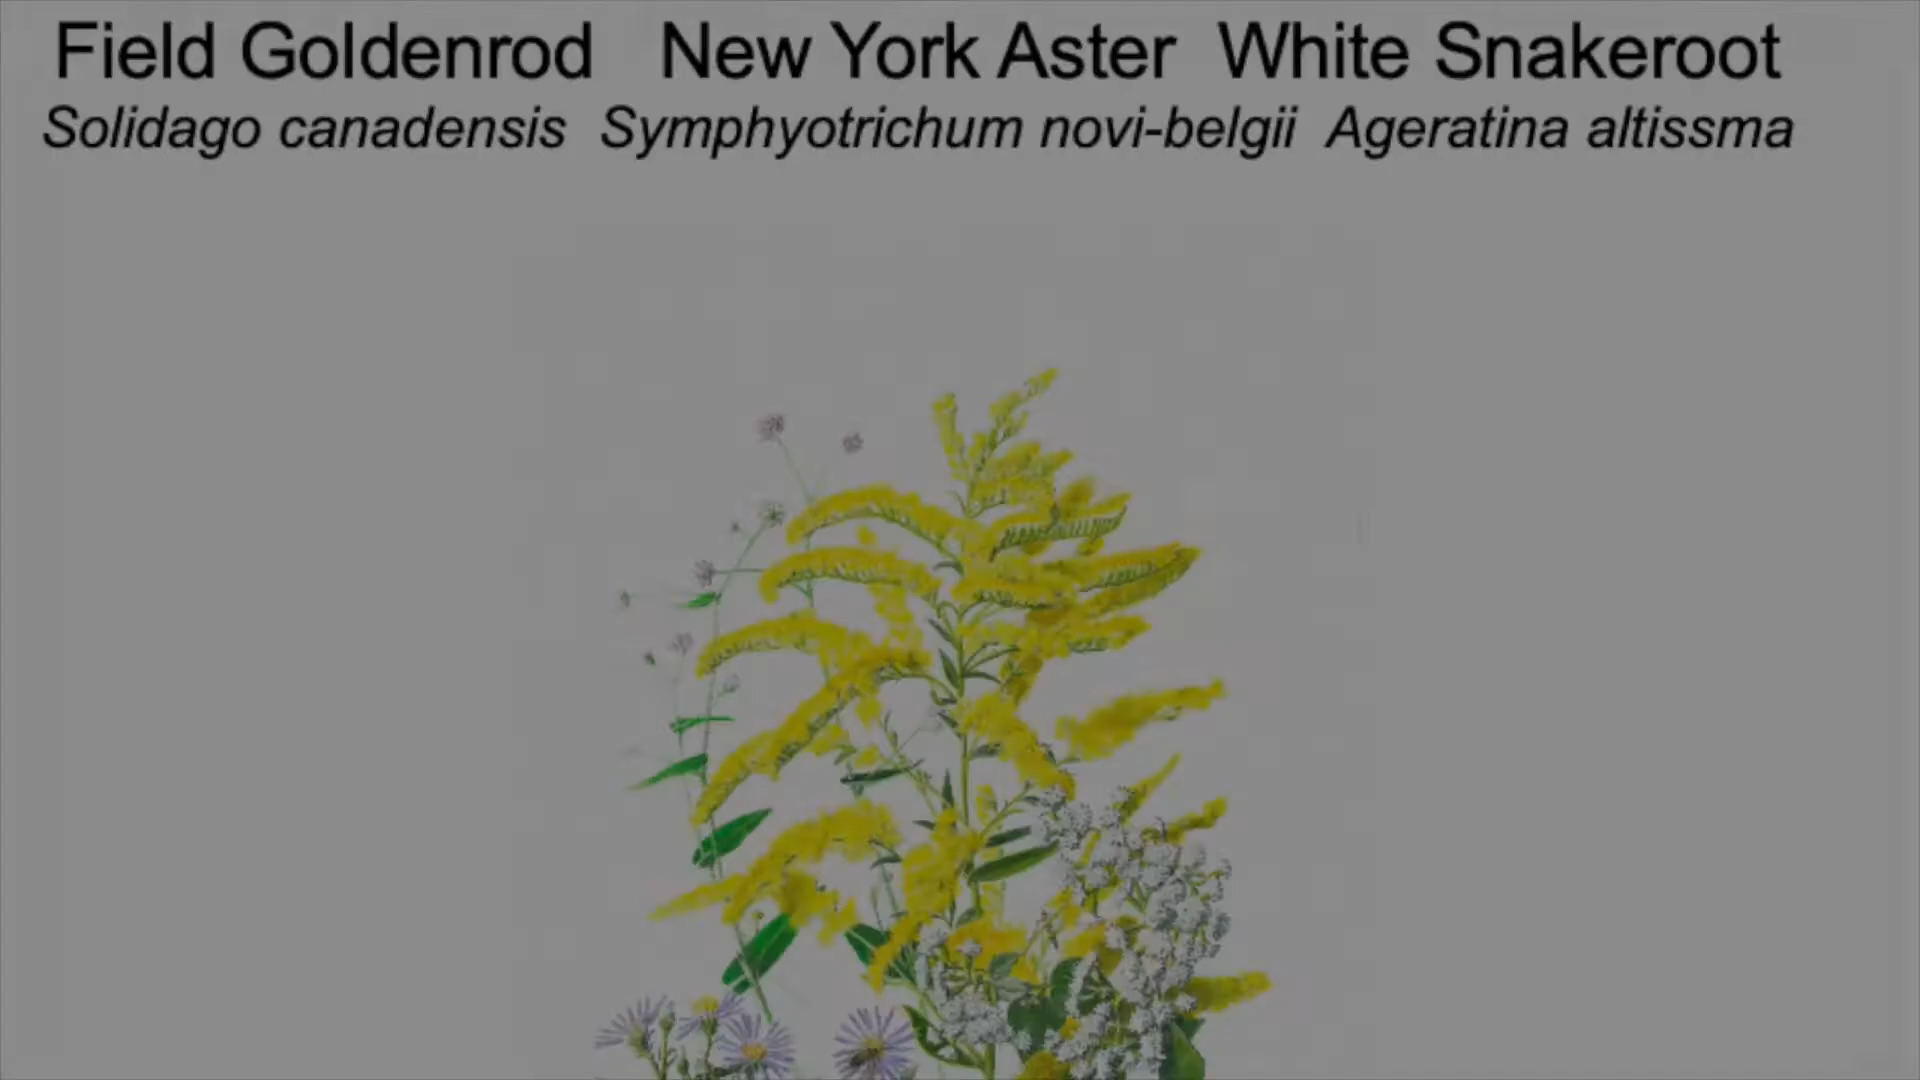 Field Goldenrod New York Aster White Snakeroot
Solidago canadensis Symphyotrichum novi-belgii Ageratina altissma